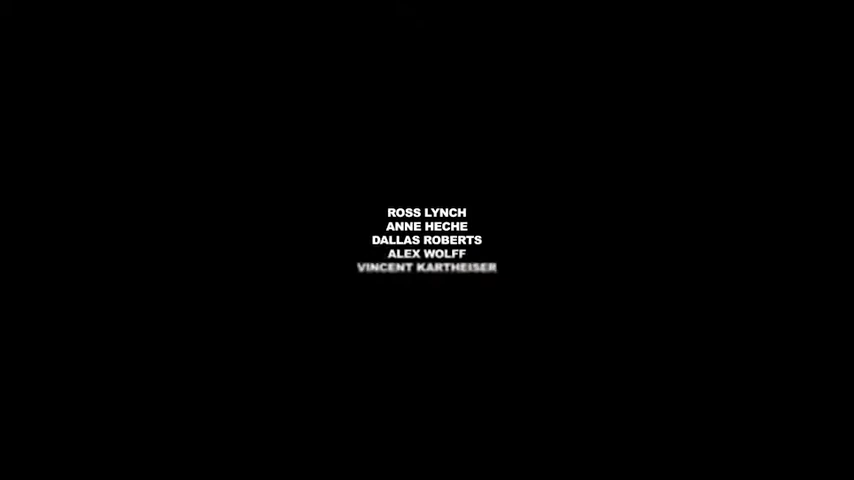 ROSS LYNCH
ANNE HECHE
DALLAS ROBERTS
ALEX WOLFF
VINCENT KARTHEISER